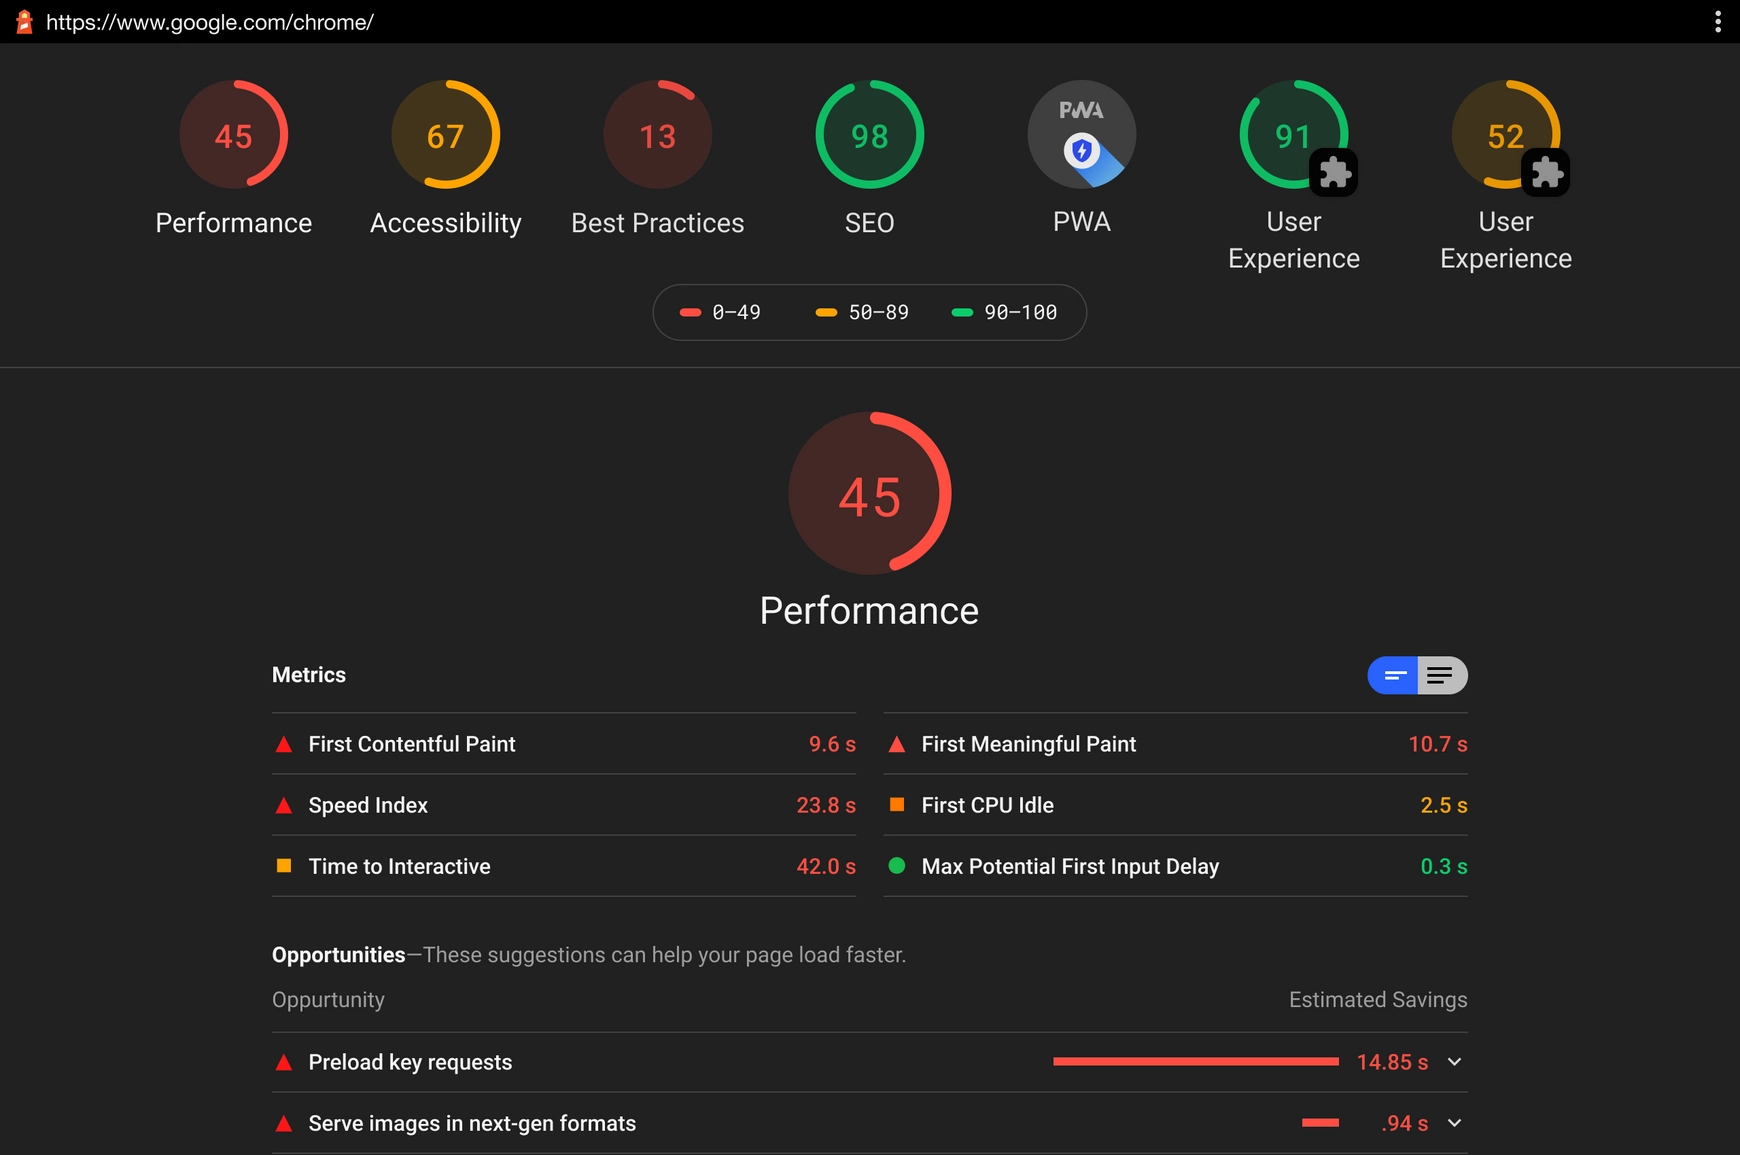 https://www.google.com/chrome/
45
67
13
98
PWA
91
52
Performance
Accessibility
Best Practices
SEO
PWA
User
Experience
User
Experience
0–49
50–89
90–100
45
Performance
Metrics
First Contentful Paint 9.6 s
First Meaningful Paint 10.7 s
Speed Index 23.8 s
First CPU Idle 2.5 s
Time to Interactive 42.0 s
Max Potential First Input Delay 0.3 s
Opportunities—These suggestions can help your page load faster.
Oppurtunity Estimated Savings
Preload key requests 14.85 s
Serve images in next-gen formats .94 s